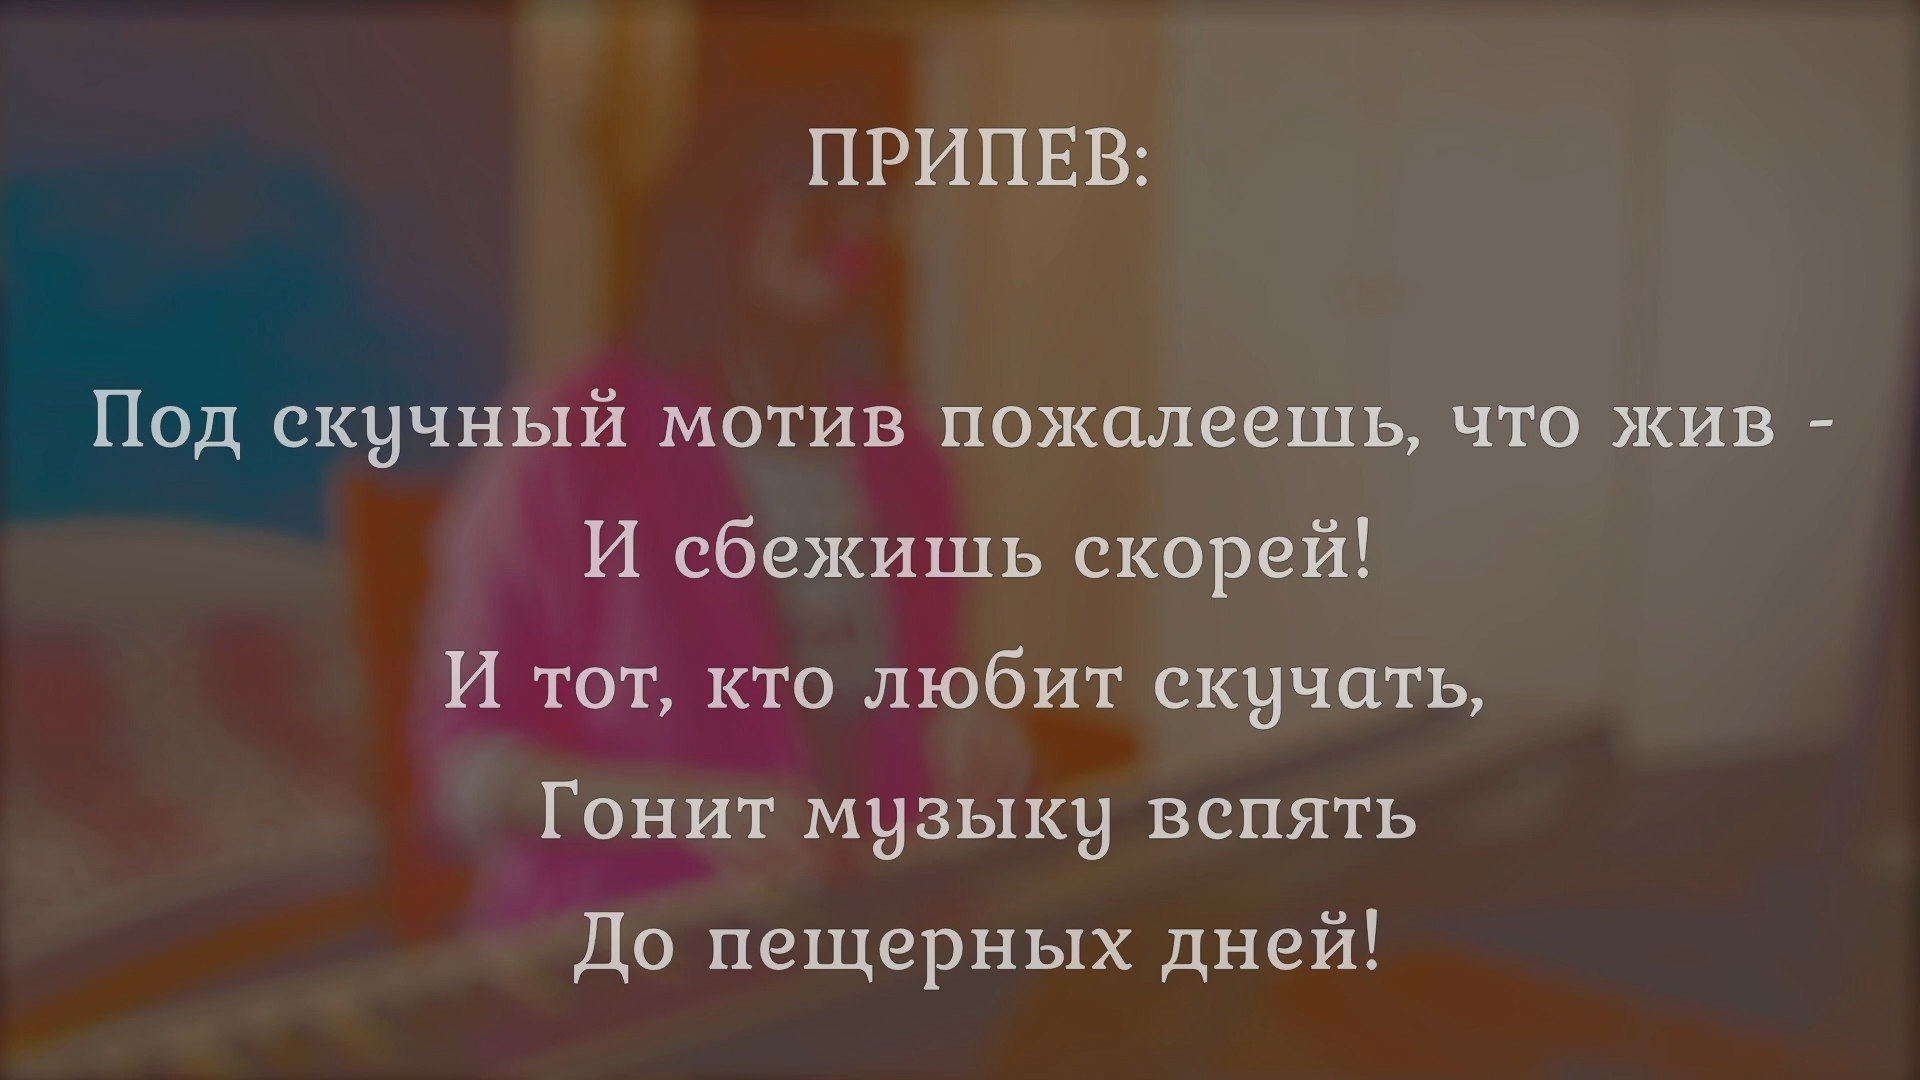 ПРИПЕВ:
Под скучный мотив пожалеешь, что жив -
И сбежишь скорей!
И тот, кто любит скучать,
Гонит музыку вспять
До пещерных дней!